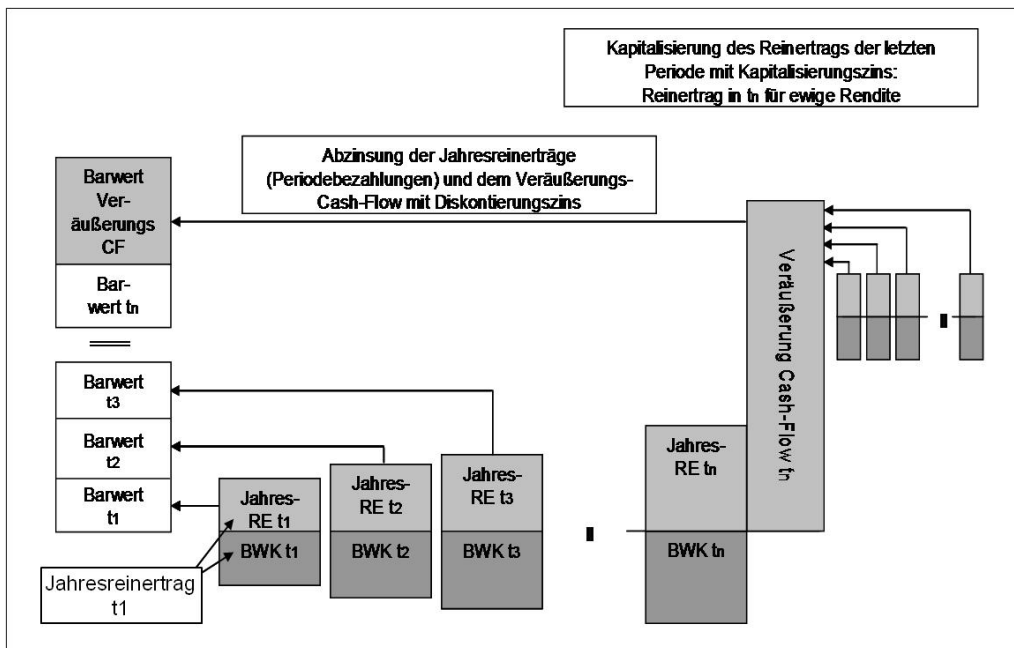 Kapitalisierung des Reinertrags der letzten
Periode mit Kapitalisierungszins:
Reinertrag in tn für ewige Rendite
Abzinsung der Jahresreinerträge
(Periodebezahlungen) und dem Veräußerungs-
Cash-Flow mit Diskontierungszins
Barwert
Ver-
äußerungs
CF
Bar-
wert tn
Barwert
t3
Barwert
t2
Barwert
t1
Jahres-
RE t1
BWK t1
Jahres-
RE t2
BWK t2
Jahres-
RE t3
BWK t3
Jahres-
RE tn
BWK tn
Veräußerung Cash-Flow tn
Jahresreinertrag
t1